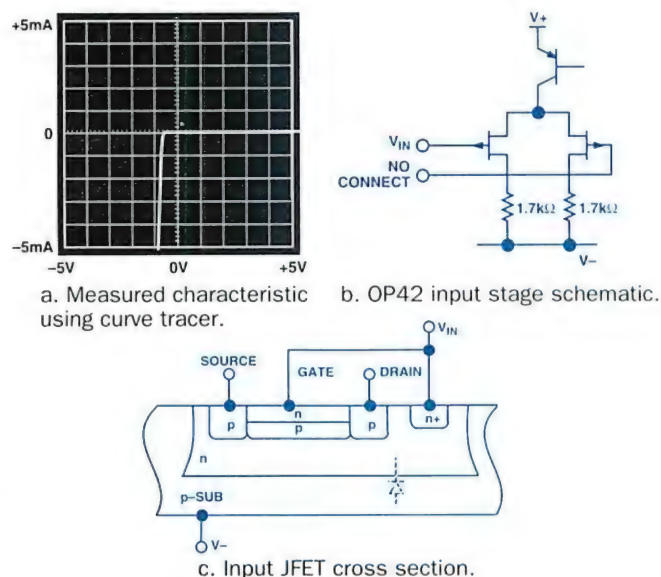 +5mA
0
−5mA
−5V
0V
+5V
a. Measured characteristic
using curve tracer.
V+
VIN
NO
CONNECT
1.7kΩ
1.7kΩ
V−
b. OP42 input stage schematic.
VIN
SOURCE
GATE
DRAIN
n
p
p
p
n+
n
p–SUB
V−
c. Input JFET cross section.